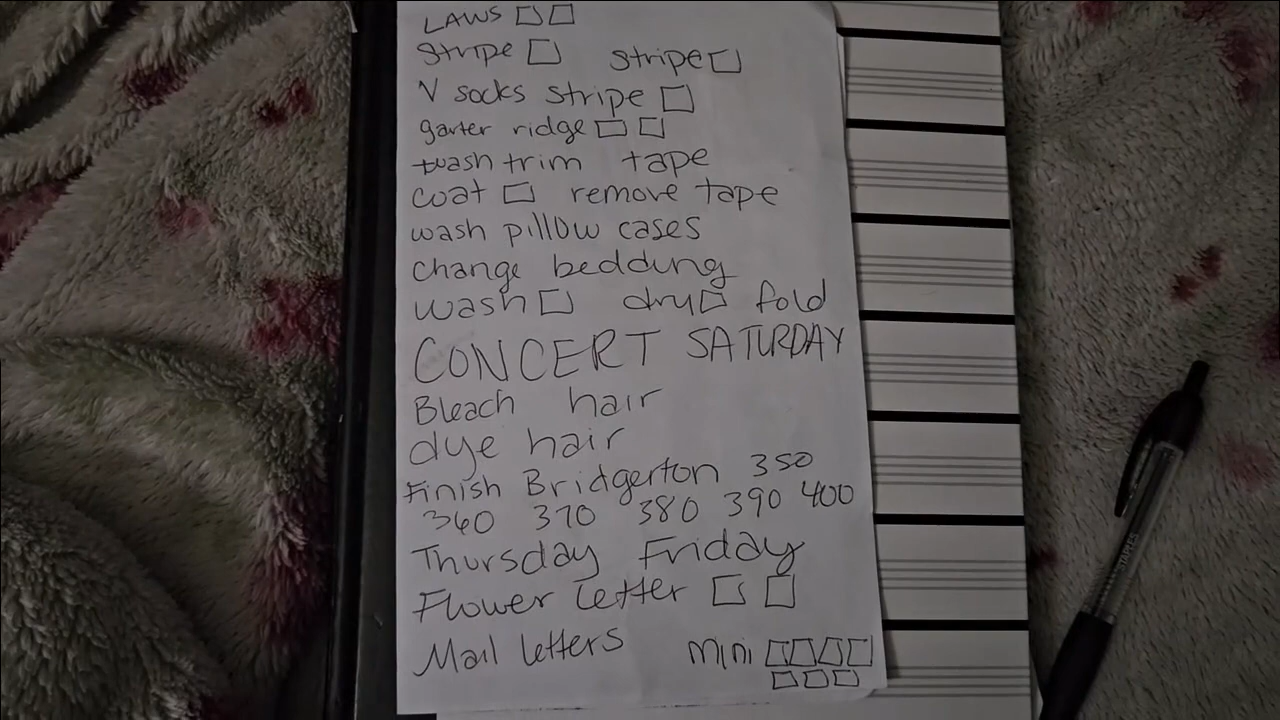 LAWS □ □
Stripe □ stripe □
V socks stripe □
garter ridge □ □
wash trim tape
coat □ remove tape
wash pillow cases
change bedding
wash □ dry □ fold
CONCERT SATURDAY
Bleach hair
dye hair
Finish Bridgerton 350
360 370 380 390 400
Thursday Friday
Flower letter □ □
Mail letters mini □ □ □ □
□ □ □
STAPLES